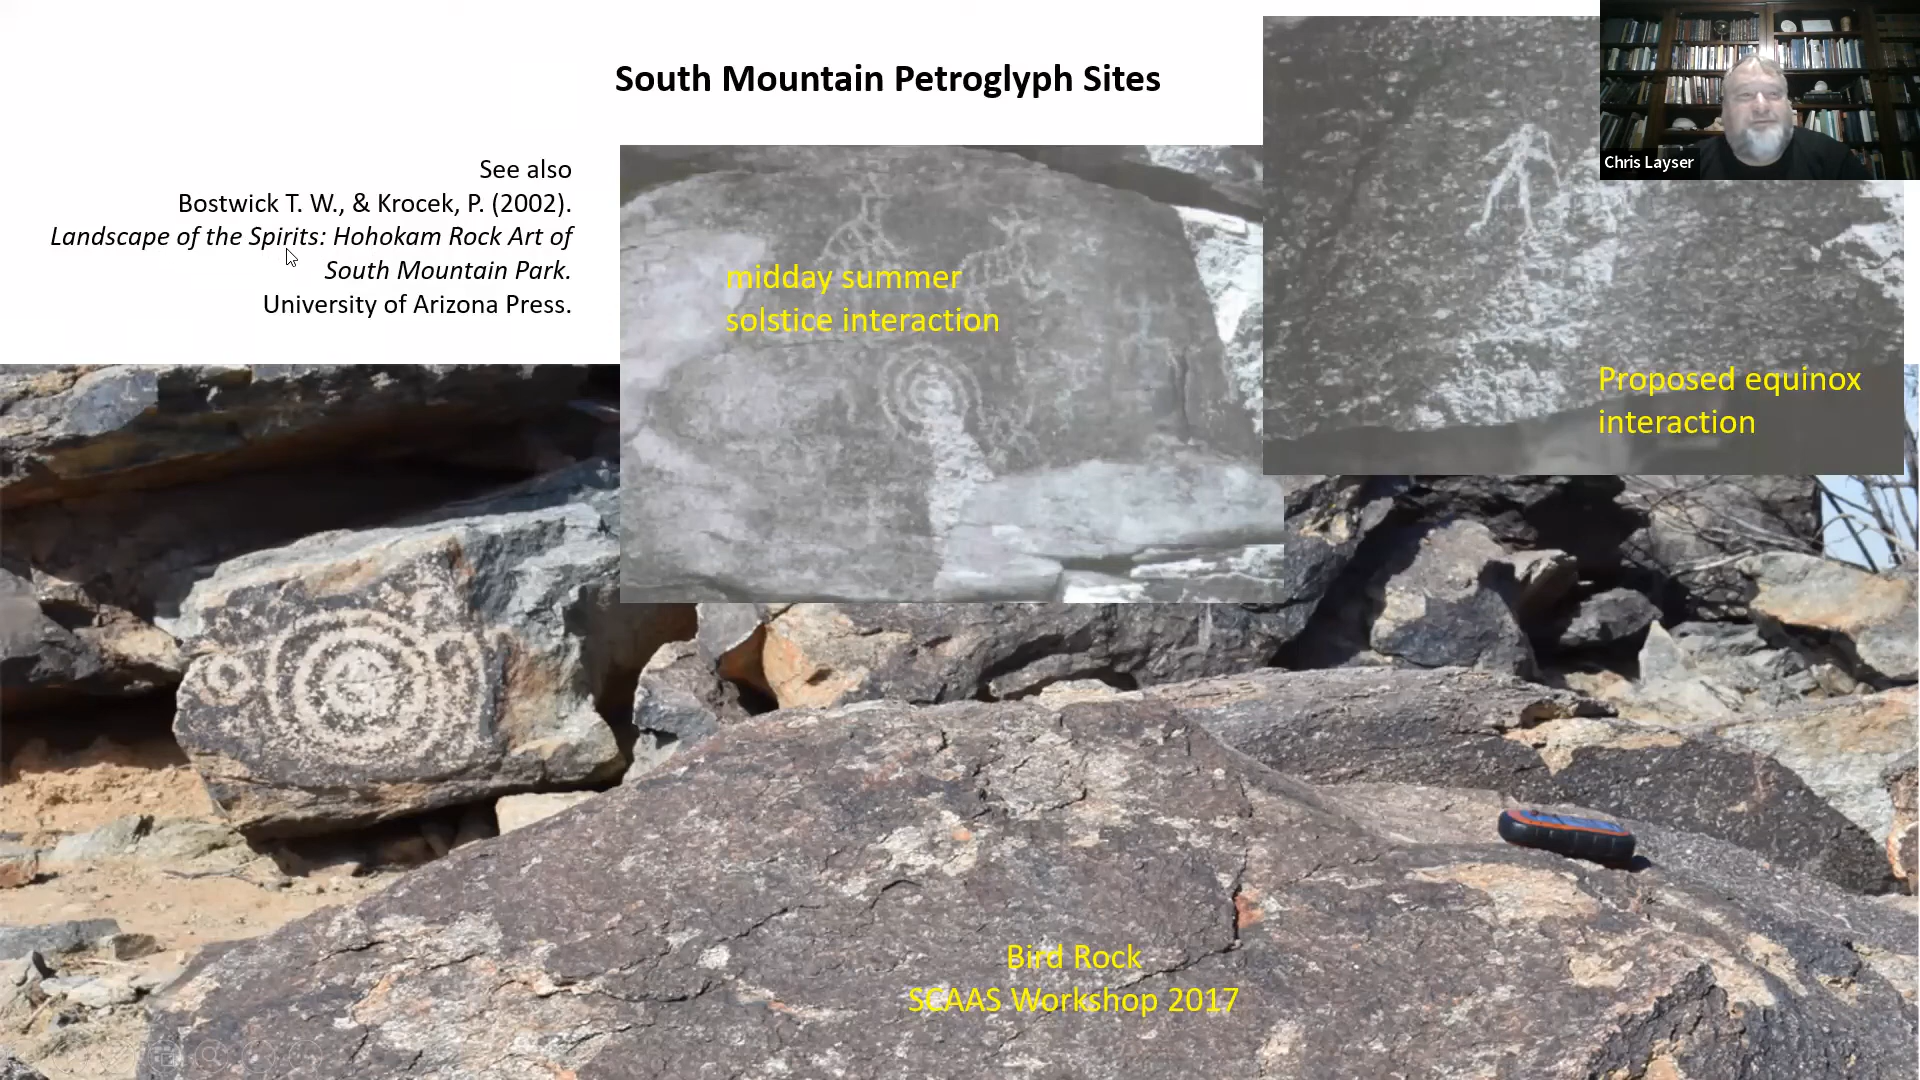 South Mountain Petroglyph Sites
See also
Bostwick T. W., & Krocek, P. (2002).
Landscape of the Spirits: Hohokam Rock Art of
South Mountain Park.
University of Arizona Press.
midday summer
solstice interaction
Proposed equinox
interaction
Chris Layser
Bird Rock
SCAAS Workshop 2017